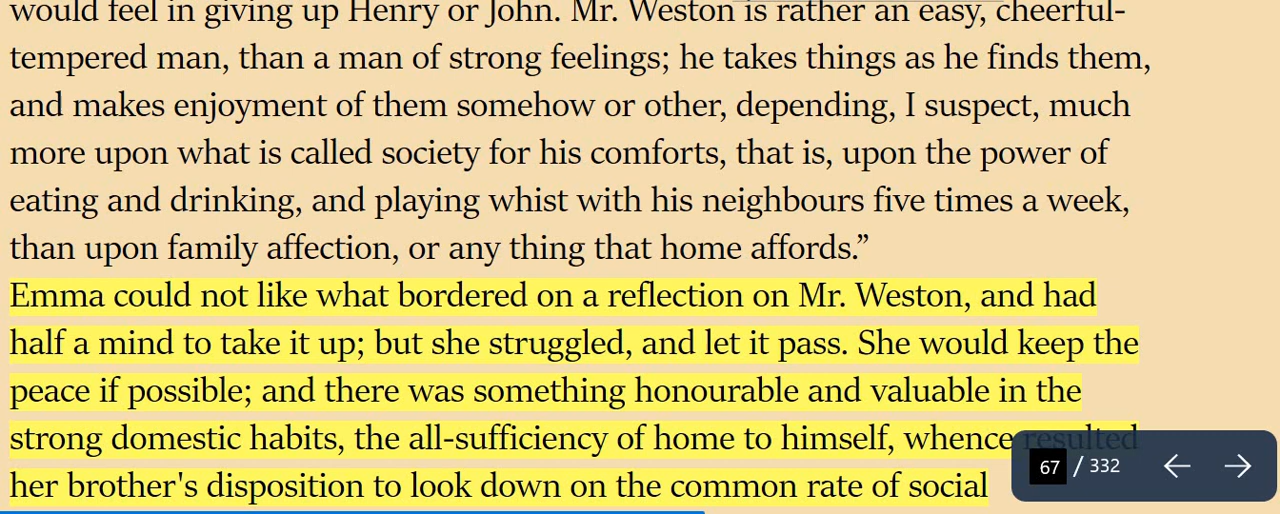 would feel in giving up Henry or John. Mr. Weston is rather an easy, cheerful-
tempered man, than a man of strong feelings; he takes things as he finds them,
and makes enjoyment of them somehow or other, depending, I suspect, much
more upon what is called society for his comforts, that is, upon the power of
eating and drinking, and playing whist with his neighbours five times a week,
than upon family affection, or any thing that home affords.”
Emma could not like what bordered on a reflection on Mr. Weston, and had
half a mind to take it up; but she struggled, and let it pass. She would keep the
peace if possible; and there was something honourable and valuable in the
strong domestic habits, the all-sufficiency of home to himself, whence resulted
her brother's disposition to look down on the common rate of social
67 / 332